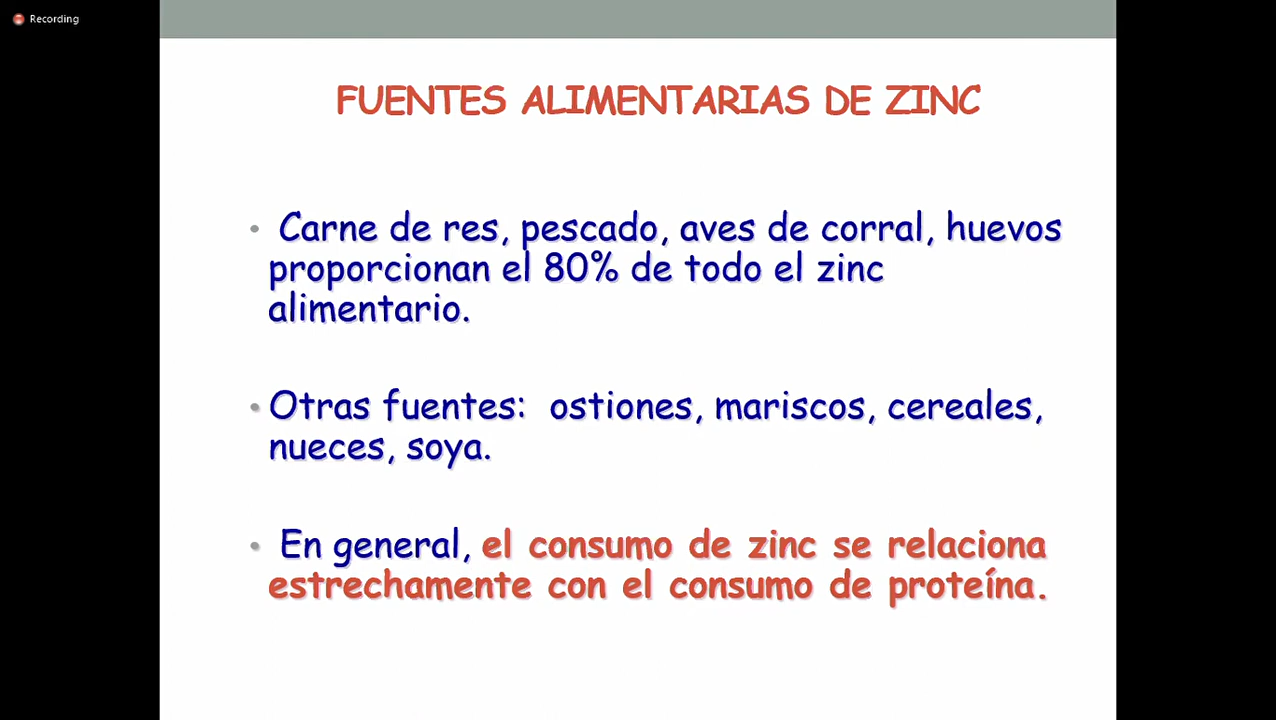 Recording
FUENTES ALIMENTARIAS DE ZINC
• Carne de res, pescado, aves de corral, huevos
proporcionan el 80% de todo el zinc
alimentario.
• Otras fuentes: ostiones, mariscos, cereales,
nueces, soya.
• En general, el consumo de zinc se relaciona
estrechamente con el consumo de proteína.